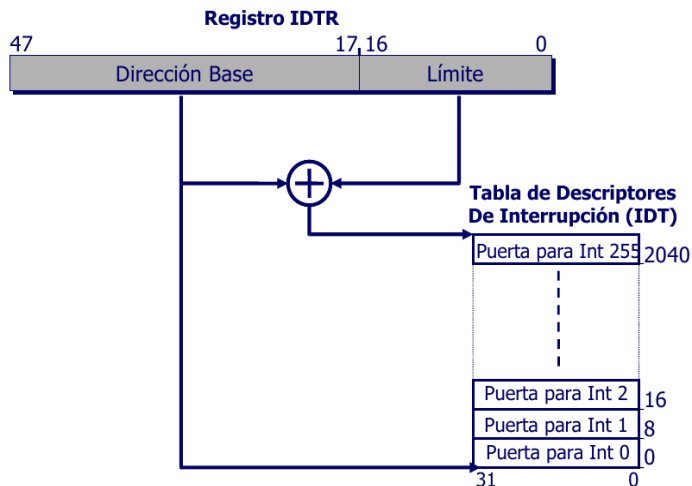 Registro IDTR
47 17 16 0
Dirección Base Límite
Tabla de Descriptores
De Interrupción (IDT)
Puerta para Int 255 2040
Puerta para Int 2 16
Puerta para Int 1 8
Puerta para Int 0 0
31 0